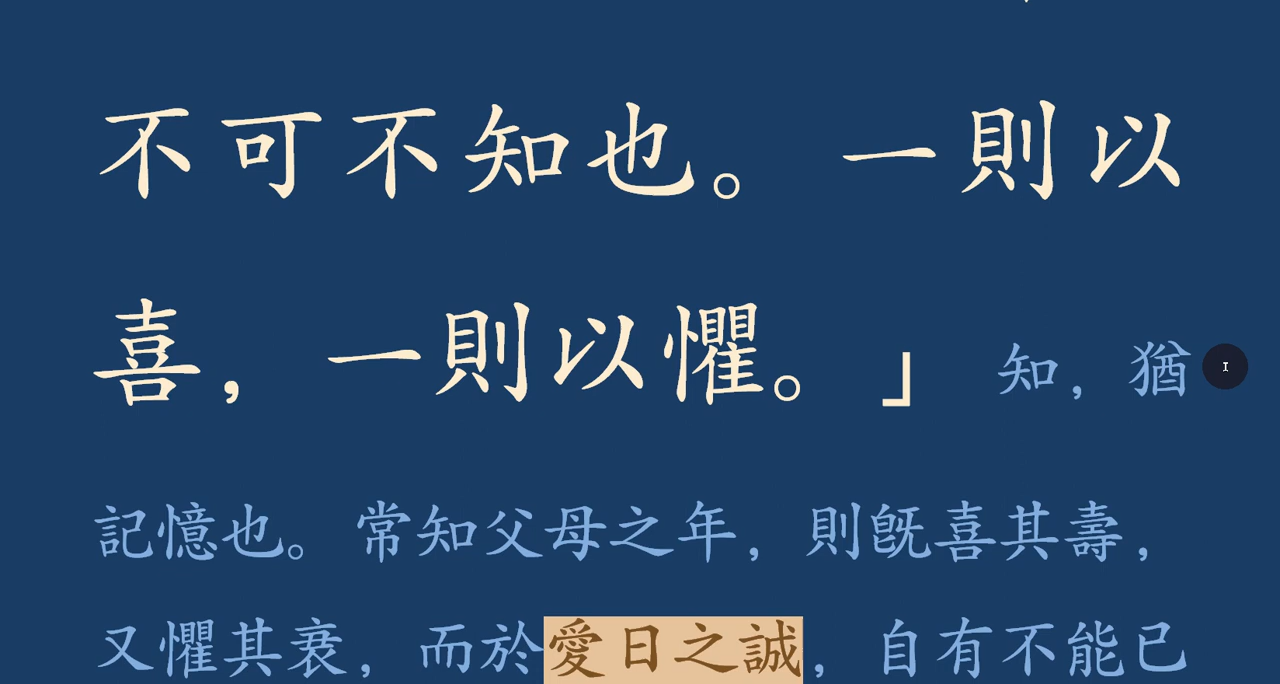 不可不知也。一則以
喜，一則以懼。」知，猶
記憶也。常知父母之年，則旣喜其壽，
又懼其衰，而於愛日之誠，自有不能已